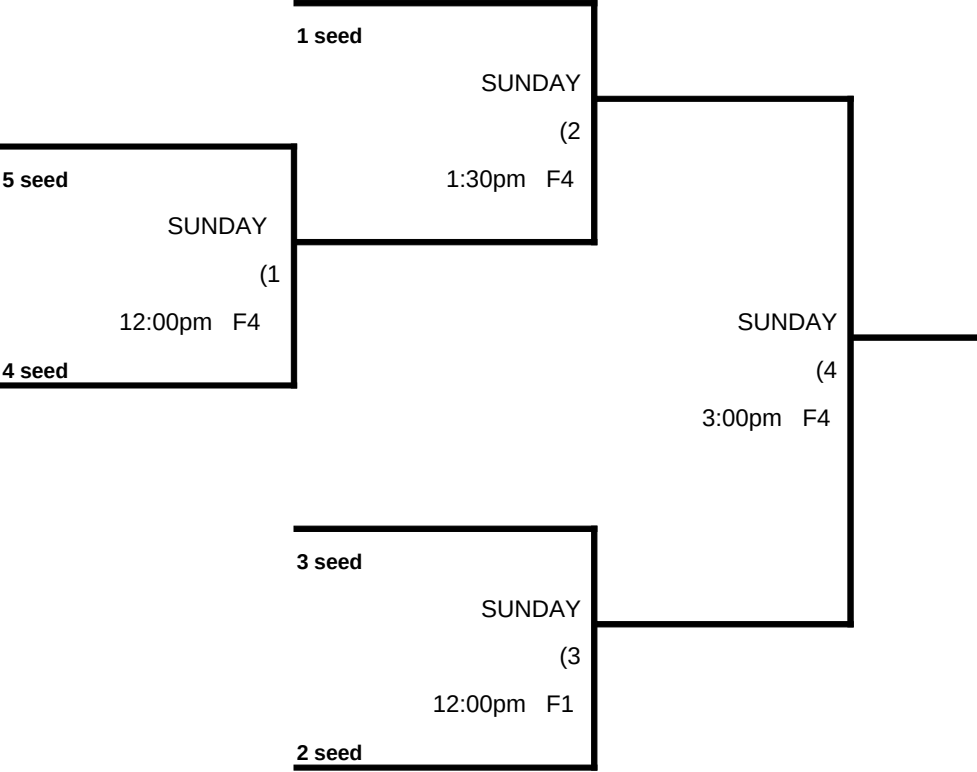 1 seed
SUNDAY
(2
1:30pm F4
5 seed
SUNDAY
(1
12:00pm F4
4 seed
SUNDAY
(4
3:00pm F4
3 seed
SUNDAY
(3
12:00pm F1
2 seed